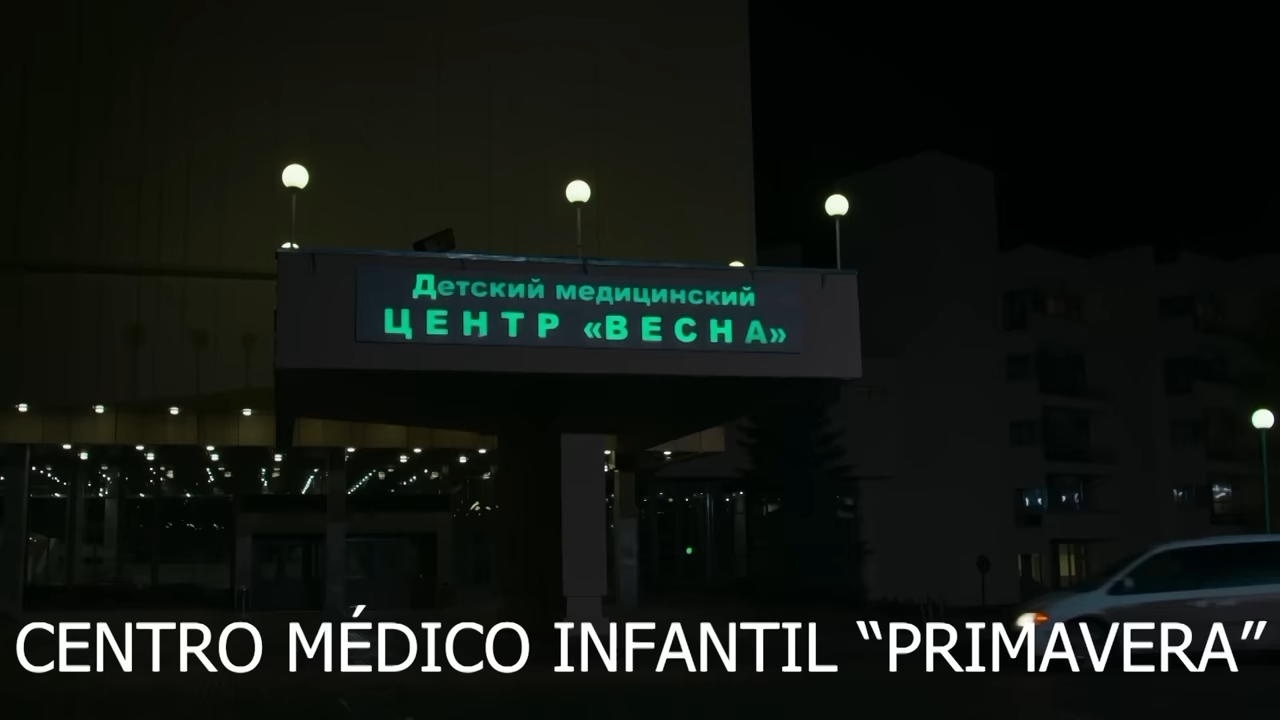 Детский медицинский
ЦЕНТР «ВЕСНА»
CENTRO MÉDICO INFANTIL “PRIMAVERA”